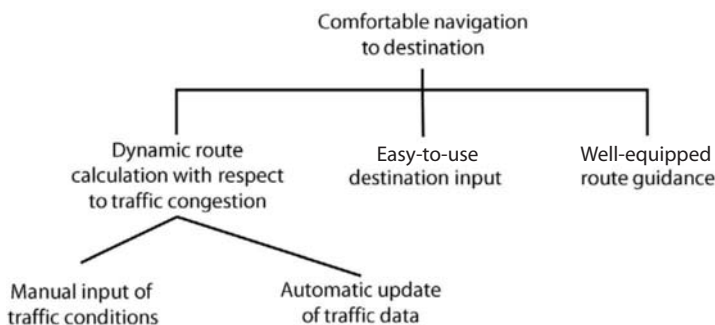 Comfortable navigation
to destination
Dynamic route
calculation with respect
to traffic congestion
Easy-to-use
destination input
Well-equipped
route guidance
Manual input of
traffic conditions
Automatic update
of traffic data